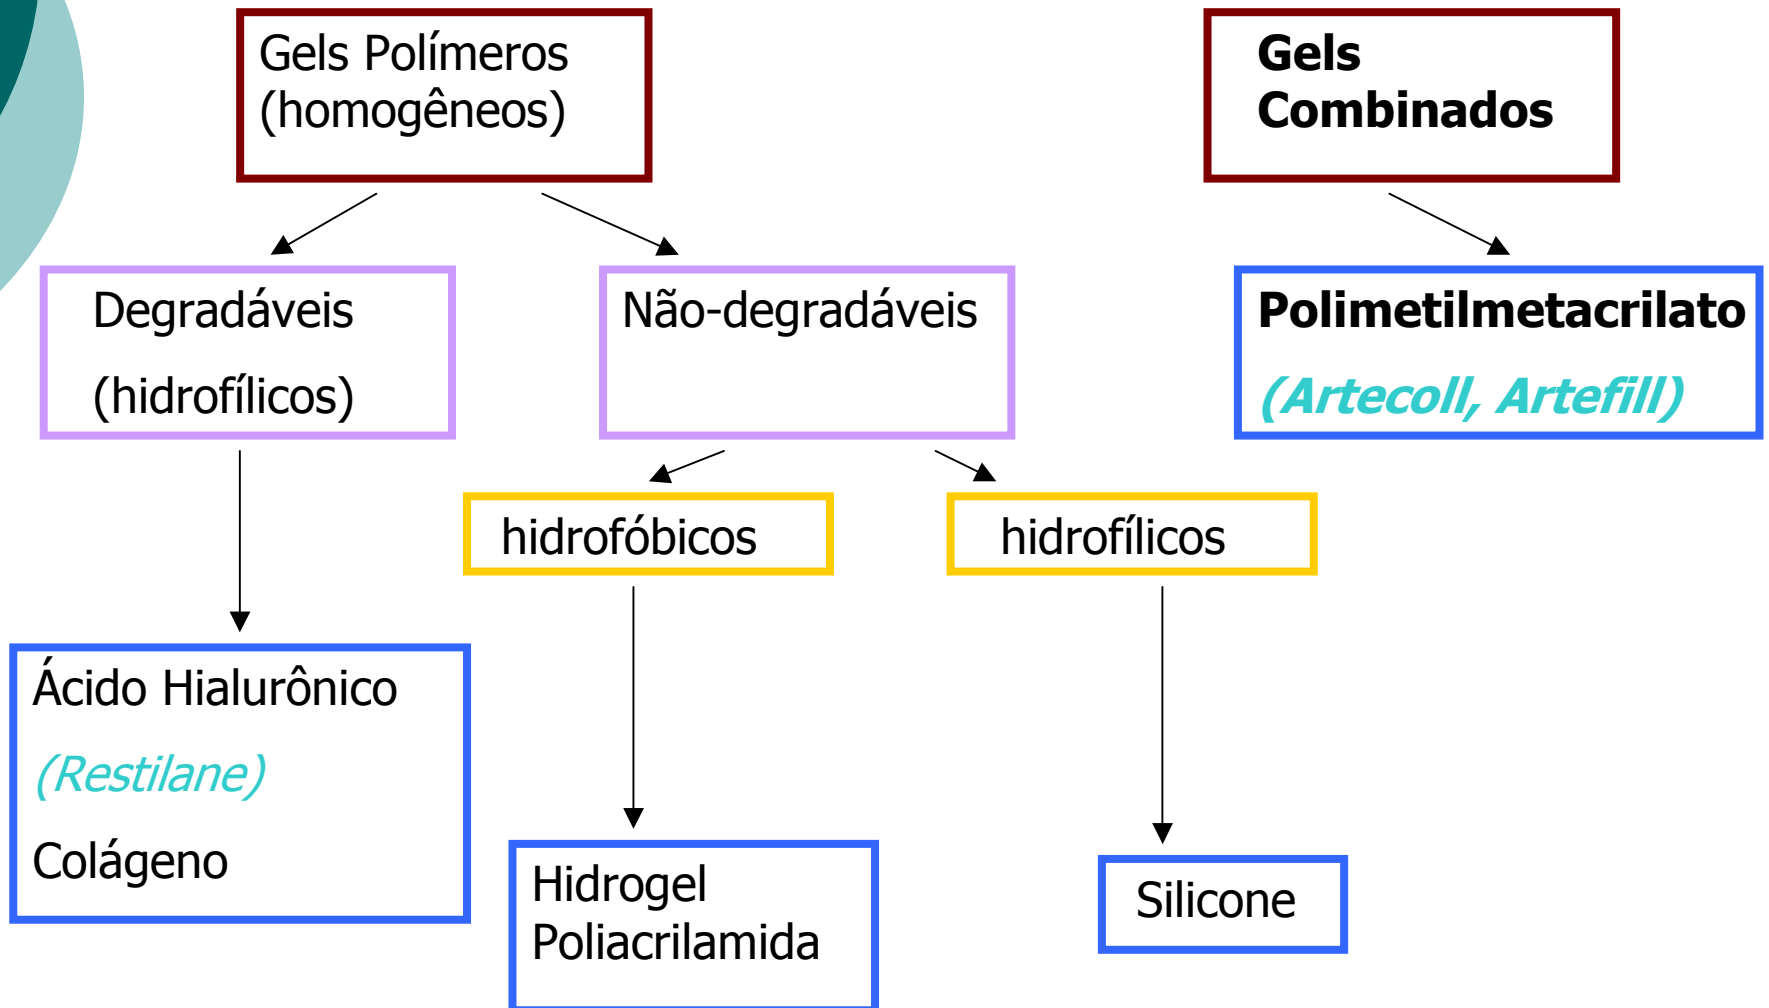 Gels Polímeros
(homogêneos)
Gels
Combinados
Degradáveis
(hidrofílicos)
Não-degradáveis
Polimetilmetacrilato
(Artecoll, Artefill)
hidrofóbicos
hidrofílicos
Ácido Hialurônico
(Restilane)
Colágeno
Hidrogel
Poliacrilamida
Silicone